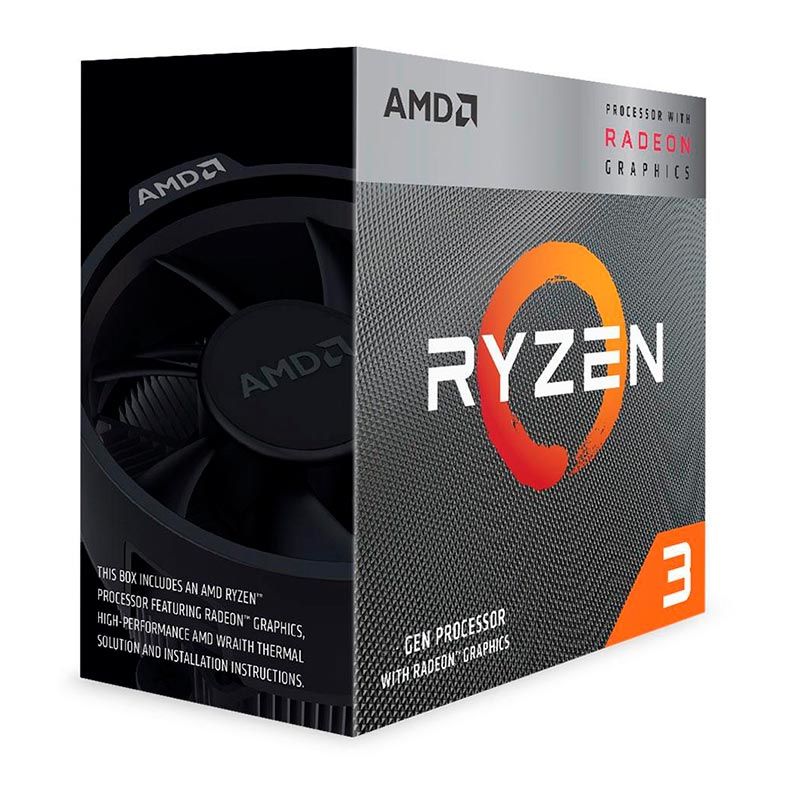 AMD
AMD
THIS BOX INCLUDES AN AMD RYZEN™
PROCESSOR FEATURING RADEON™ GRAPHICS,
HIGH-PERFORMANCE AMD WRAITH THERMAL
SOLUTION AND INSTALLATION INSTRUCTIONS.
AMD
PROCESSOR WITH
RADEON
GRAPHICS
RYZEN
3
GEN PROCESSOR
WITH RADEON™ GRAPHICS